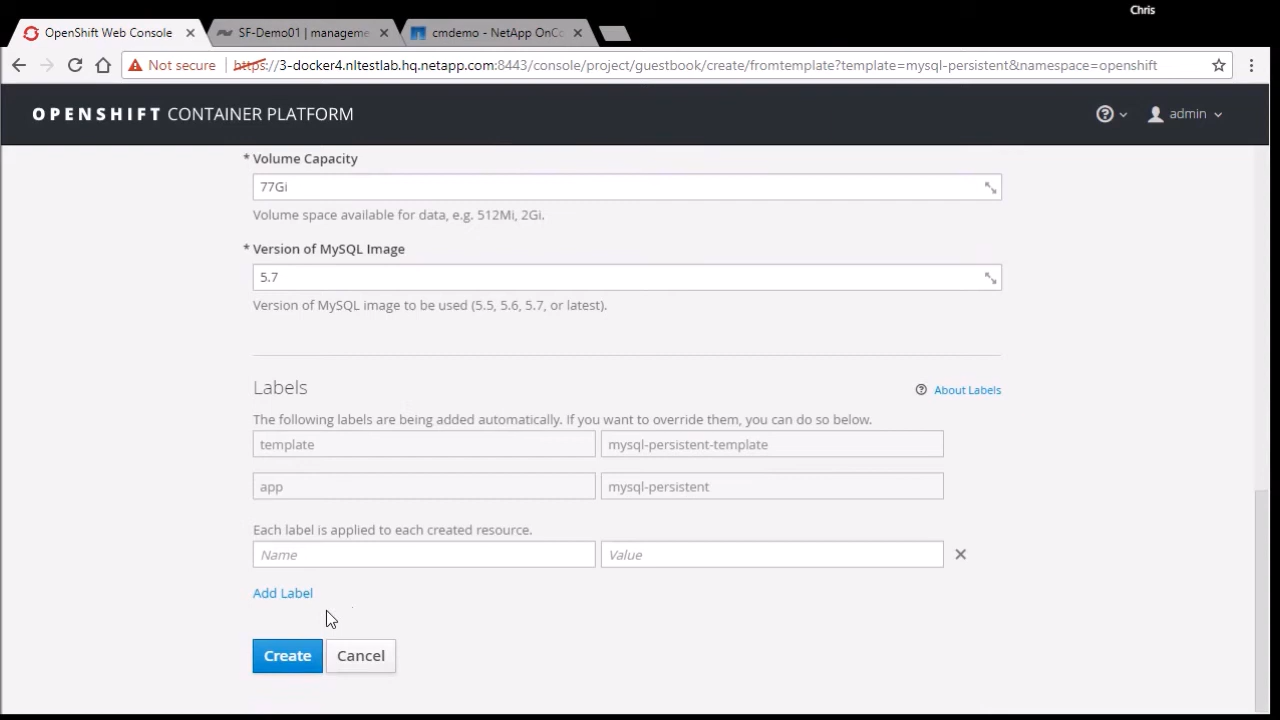 Chris
OpenShift Web Console
SF-Demo01 | manageme
cmdemo - NetApp OnCo
Not secure | https://3-docker4.nltestlab.hq.netapp.com:8443/console/project/guestbook/create/fromtemplate?template=mysql-persistent&namespace=openshift
OPENSHIFT CONTAINER PLATFORM
admin
* Volume Capacity
77Gi
Volume space available for data, e.g. 512Mi, 2Gi.
* Version of MySQL Image
5.7
Version of MySQL image to be used (5.5, 5.6, 5.7, or latest).
Labels
About Labels
The following labels are being added automatically. If you want to override them, you can do so below.
template mysql-persistent-template
app mysql-persistent
Each label is applied to each created resource.
Name Value
Add Label
Create Cancel